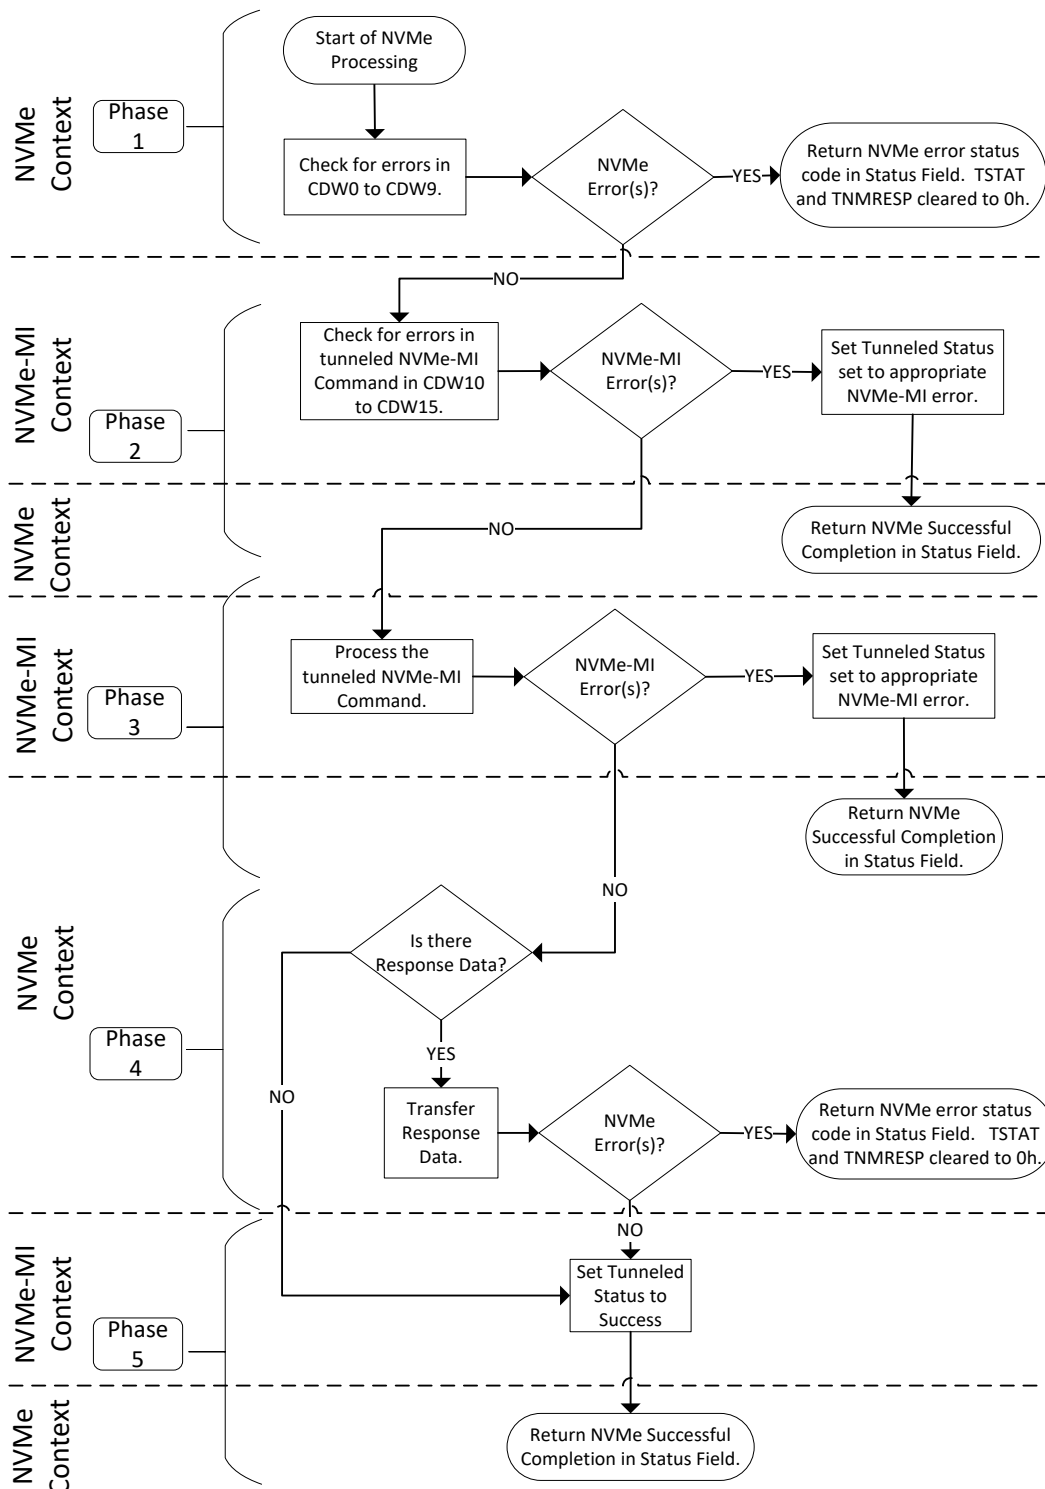 NVMe
Context
Phase
1
Start of NVMe
Processing
Check for errors in
CDW0 to CDW9.
NVMe
Error(s)?
YES
Return NVMe error status
code in Status Field.  TSTAT
and TNMRESP cleared to 0h.
NO
NVMe-MI
Context
Phase
2
Check for errors in
tunneled NVMe-MI
Command in CDW10
to CDW15.
NVMe-MI
Error(s)?
YES
Set Tunneled Status
set to appropriate
NVMe-MI error.
NVMe
Context
NO
Return NVMe Successful
Completion in Status Field.
NVMe-MI
Context
Phase
3
Process the
tunneled NVMe-MI
Command.
NVMe-MI
Error(s)?
YES
Set Tunneled Status
set to appropriate
NVMe-MI error.
Return NVMe
Successful Completion
in Status Field.
NO
NVMe
Context
Phase
4
Is there
Response Data?
YES
NO
Transfer
Response
Data.
NVMe
Error(s)?
YES
Return NVMe error status
code in Status Field.   TSTAT
and TNMRESP cleared to 0h.
NO
NVMe-MI
Context
Phase
5
Set Tunneled
Status to
Success
NVMe
Context
Return NVMe Successful
Completion in Status Field.